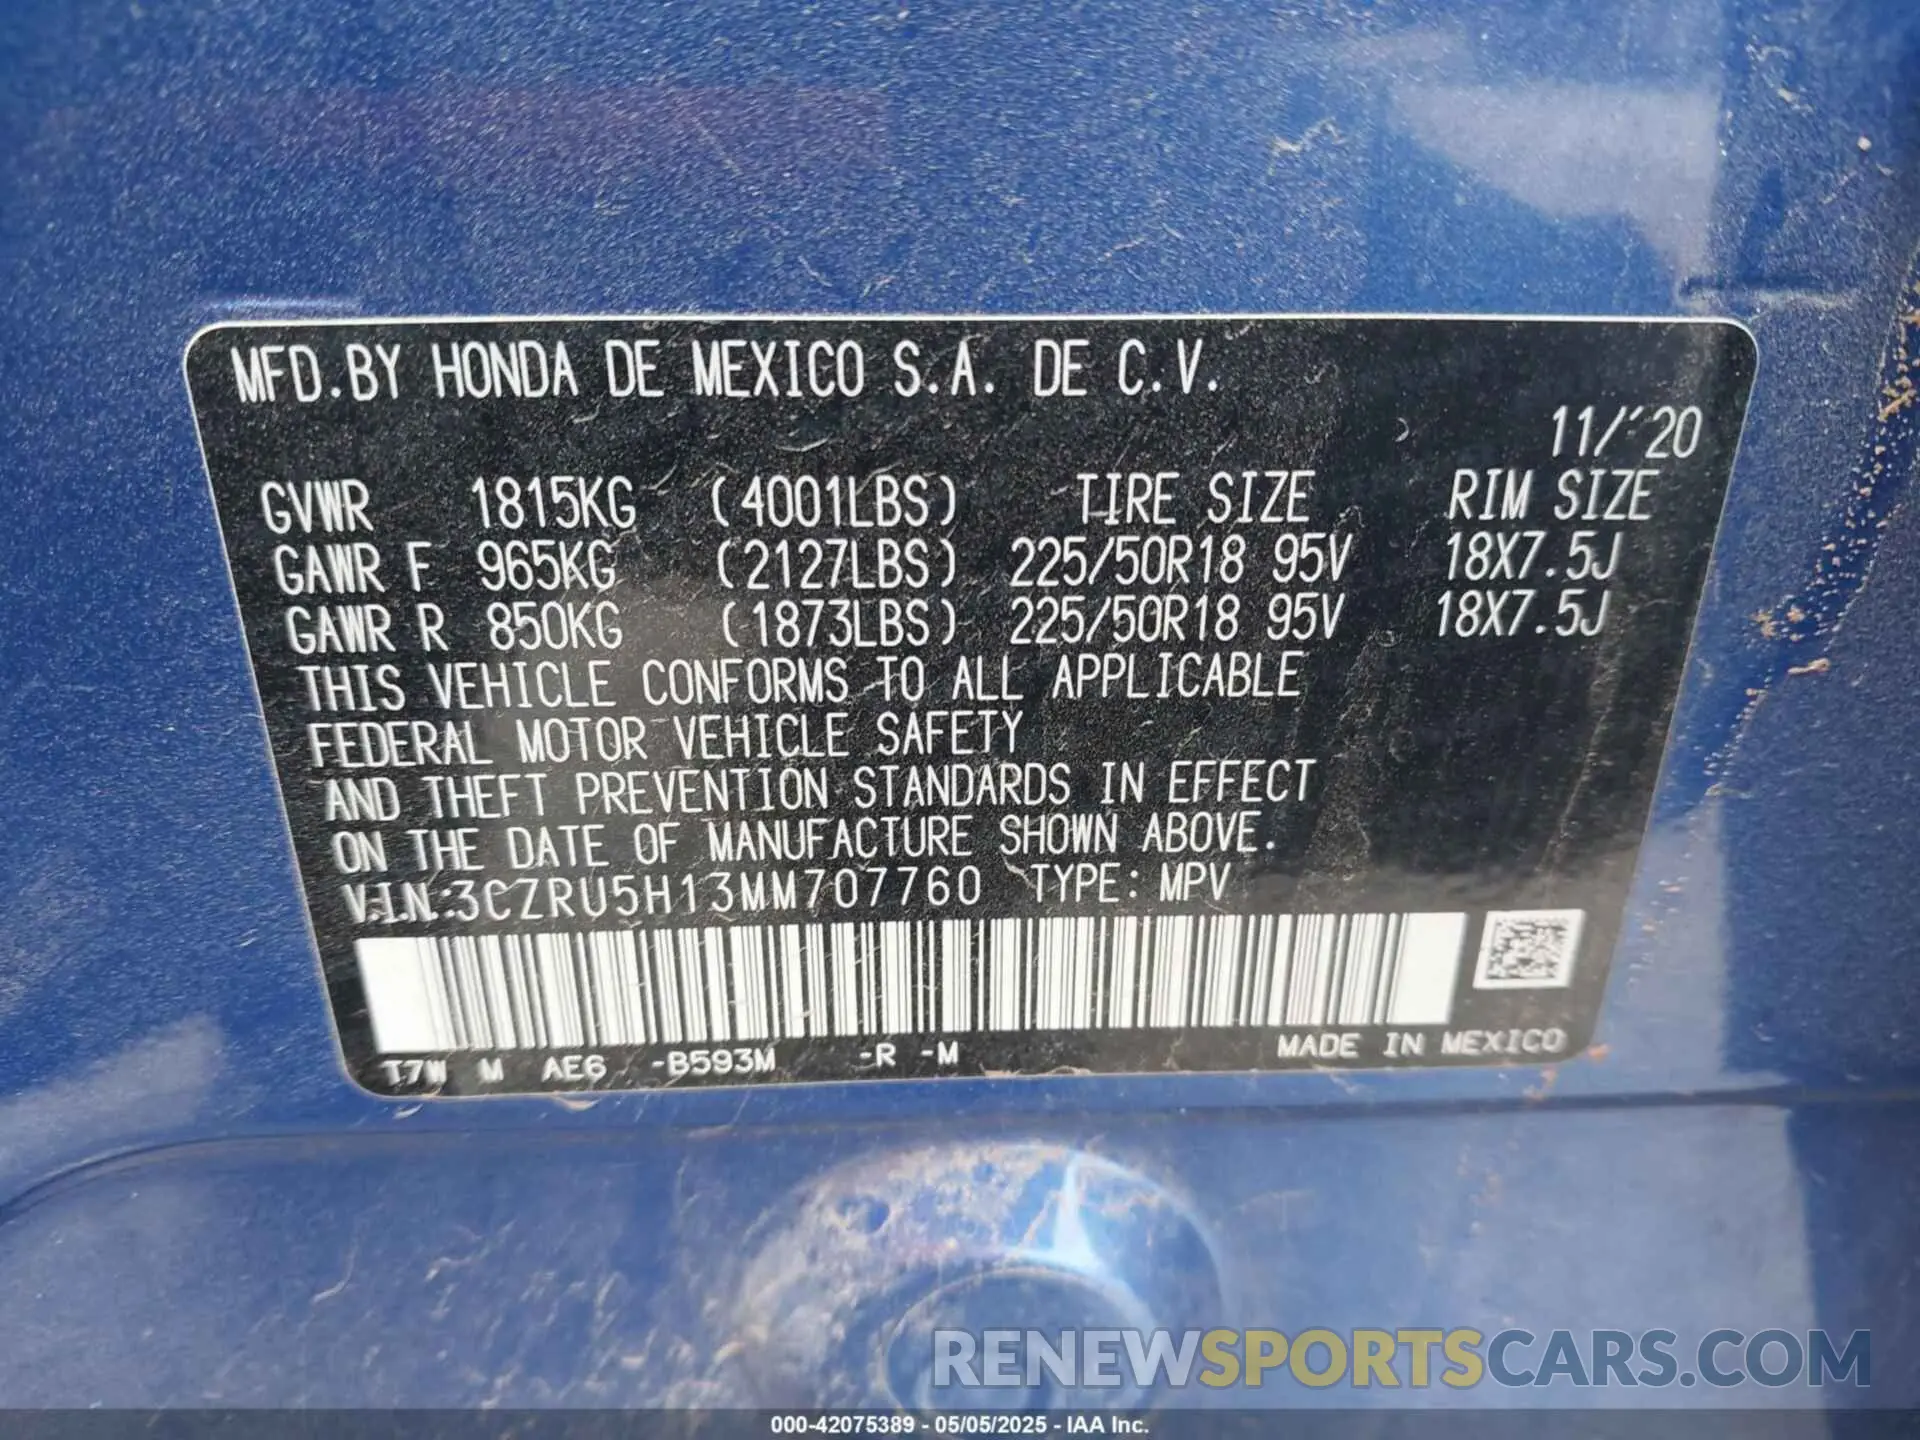 MFD.BY HONDA DE MEXICO S.A. DE C.V.
11/'20
GVWR 1815KG (4001LBS) TIRE SIZE RIM SIZE
GAWR F 965KG (2127LBS) 225/50R18 95V 18X7.5J
GAWR R 850KG (1873LBS) 225/50R18 95V 18X7.5J
THIS VEHICLE CONFORMS TO ALL APPLICABLE
FEDERAL MOTOR VEHICLE SAFETY
AND THEFT PREVENTION STANDARDS IN EFFECT
ON THE DATE OF MANUFACTURE SHOWN ABOVE.
V.I.N.:3CZRU5H13MM707760 TYPE: MPV
T7W M AE6 -B593M -R -M MADE IN MEXICO
RENEWSPORTSCARS.COM
000-42075389 - 05/05/2025 - IAA Inc.